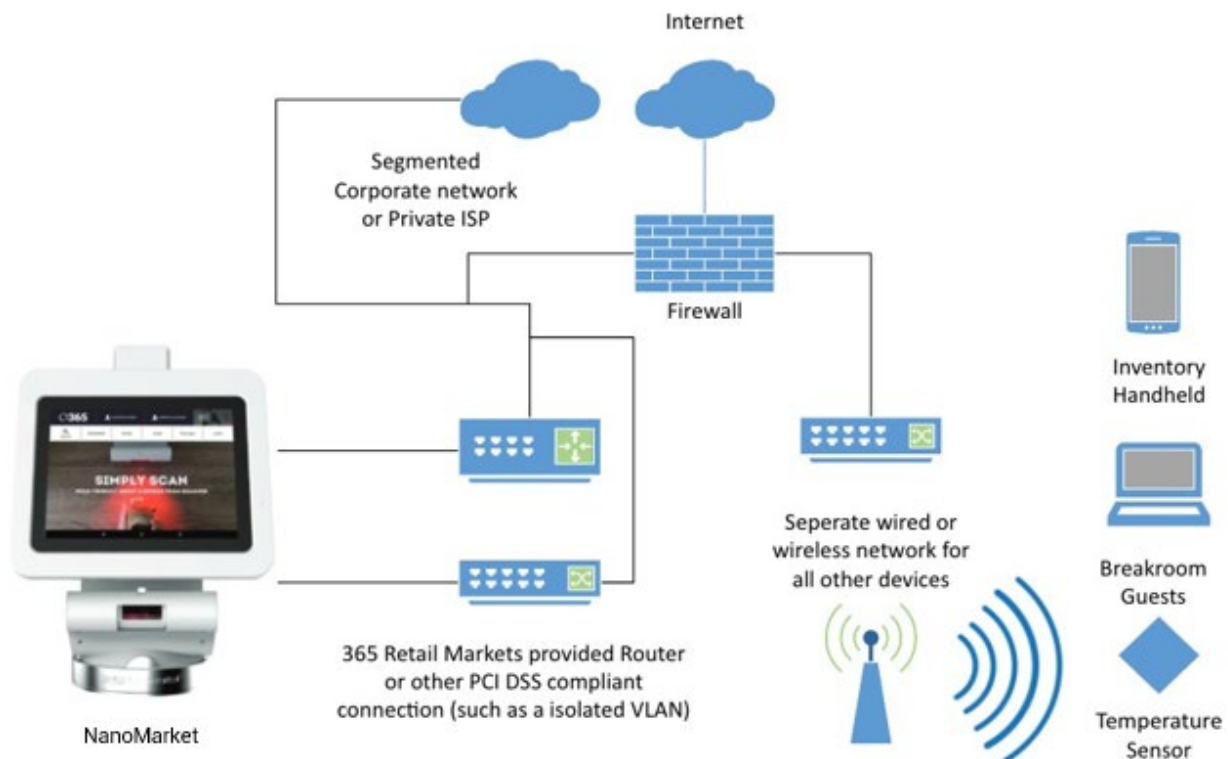 Internet
Segmented
Corporate network
or Private ISP
Firewall
Inventory
Handheld
365
SIMPLY SCAN
Seperate wired or
wireless network for
all other devices
Breakroom
Guests
365 Retail Markets provided Router
or other PCI DSS compliant
connection (such as a isolated VLAN)
NanoMarket
Temperature
Sensor